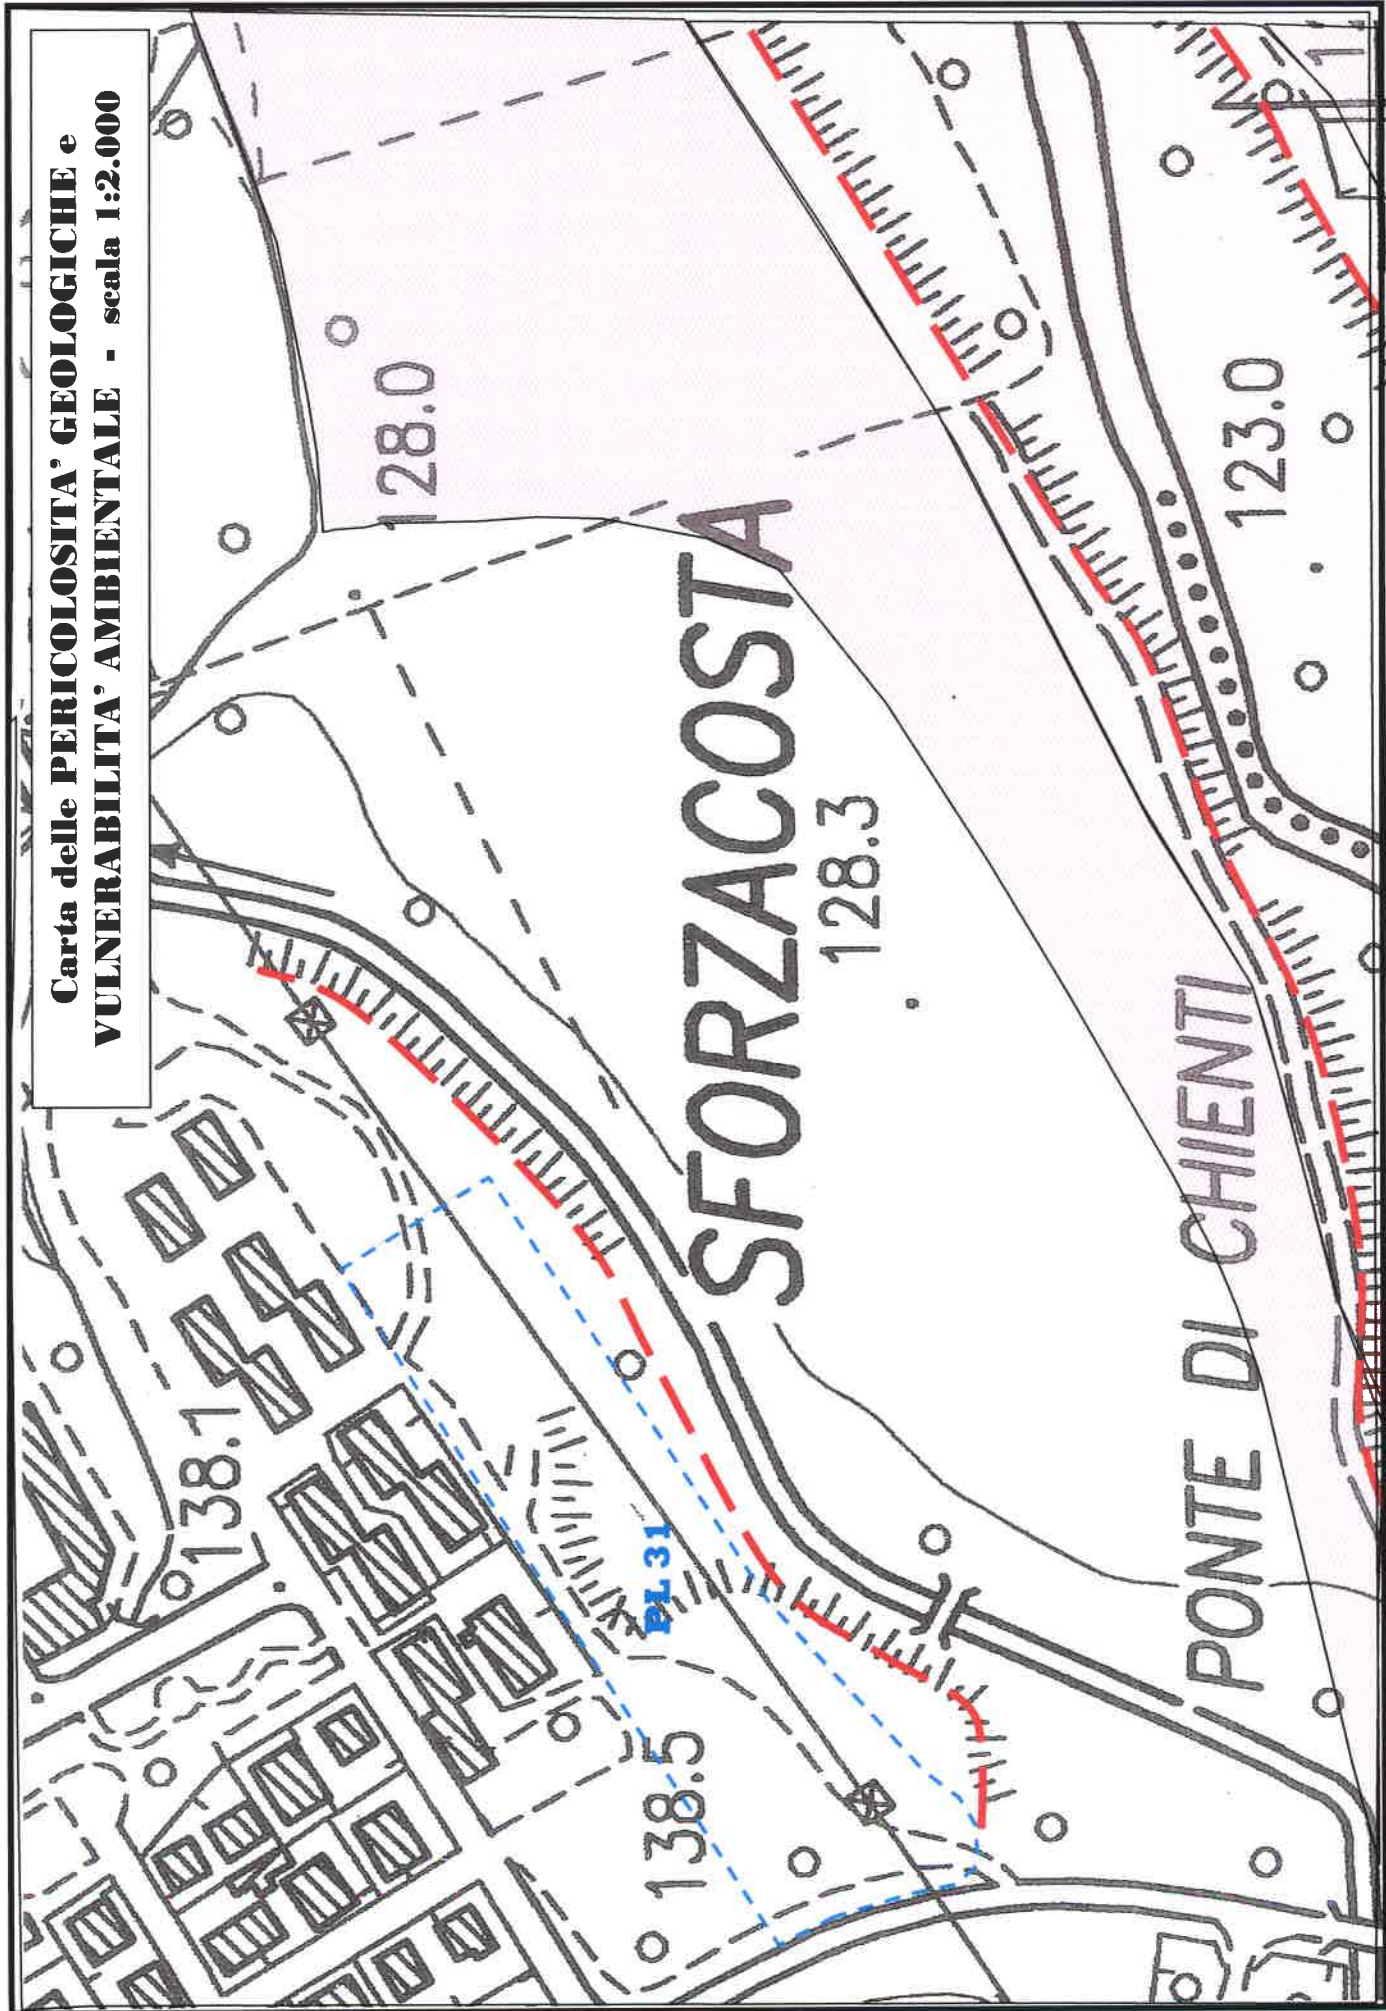 Carta delle PERICOLOSITA' GEOLOGICHE e
VULNERABILITA' AMBIENTALE - scala 1:2.000
138.1
128.0
PL 31
138.5
SFORZACOSTA
128.3
PONTE DI CHIENTI
123.0